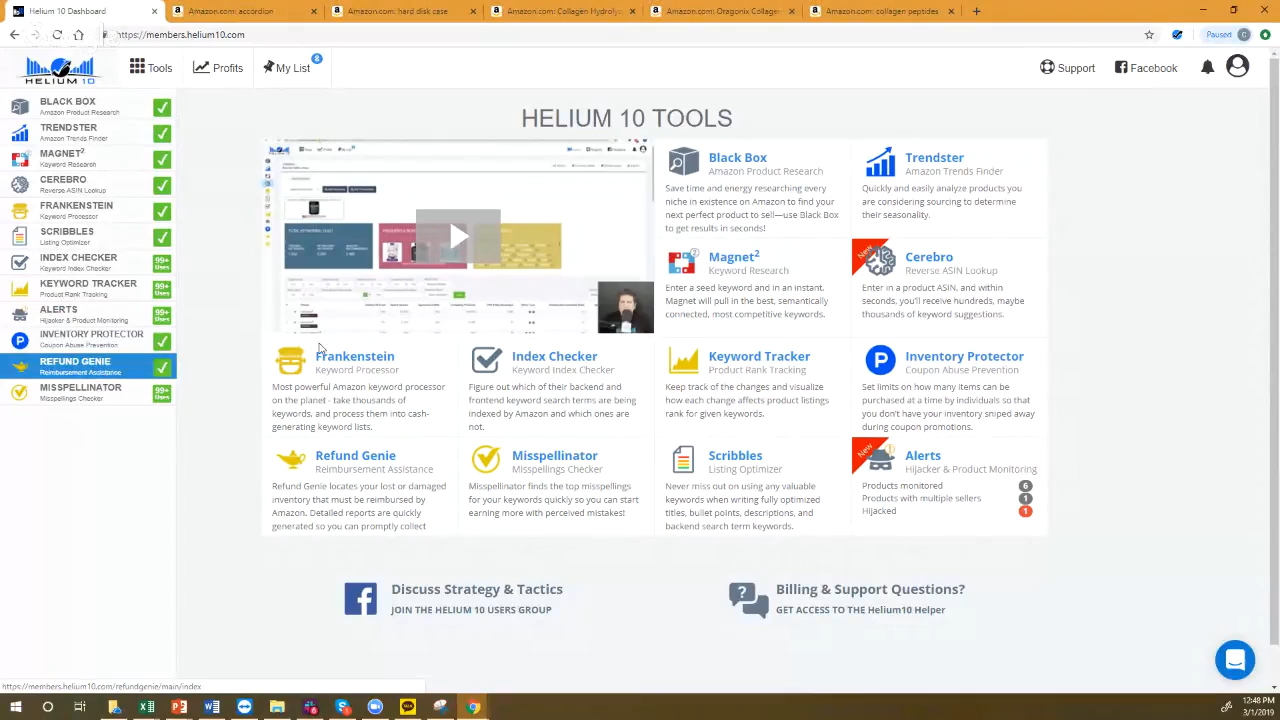 Helium 10 Dashboard
Amazon.com: accordion
Amazon.com: hard disk case
Amazon.com: Collagen Hydrolys
Amazon.com: Orgonix Collagen
Amazon.com: collagen peptides
https://members.helium10.com
Paused
C
HELIUM 10
Tools
Profits
My List
2
Support
Facebook
BLACK BOX
Amazon Product Research
TRENDSTER
Amazon Trends Finder
MAGNET2
Keyword Research
CEREBRO
Reverse ASIN Lookup
FRANKENSTEIN
Keyword Processor
SCRIBBLES
Listing Optimizer
INDEX CHECKER
Keyword Index Checker
99+
Uses
KEYWORD TRACKER
Product Rank Tracking
99+
Uses
ALERTS
Hijacker & Product Monitoring
99+
Uses
INVENTORY PROTECTOR
Coupon Abuse Prevention
REFUND GENIE
Reimbursement Assistance
MISSPELLINATOR
Misspellings Checker
99+
Uses
HELIUM 10 TOOLS
Black Box
Amazon Product Research
Save time and energy researching every
niche in existence on Amazon to find your
next perfect product to sell—use Black Box
to get results in seconds!
Trendster
Amazon Trends Finder
Quickly and easily analyze products you
are considering sourcing to determine
their seasonality.
Magnet2
Keyword Research
Enter a seed keyword and in an instant,
Magnet will pull in the best, semantically
connected, most competitive keywords.
New
Cerebro
Reverse ASIN Lookup
Enter in a product ASIN, and within
seconds, you'll receive hundreds, maybe
thousands of keyword suggestions.
Frankenstein
Keyword Processor
Most powerful Amazon keyword processor
on the planet - take thousands of
keywords, and process them into cash-
generating keyword lists.
Index Checker
Keyword Index Checker
Figure out which of their backend and
frontend keyword search terms are being
indexed by Amazon and which ones are
not.
Keyword Tracker
Product Rank Tracking
Keep track of the changes and visualize
how each change affects product listings
rank for given keywords.
Inventory Protector
Coupon Abuse Prevention
Set limits on how many items can be
purchased at a time by individuals so that
you don't have your inventory sniped away
during coupon promotions.
Refund Genie
Reimbursement Assistance
Refund Genie locates your lost or damaged
inventory that must be reimbursed by
Amazon. Detailed reports are quickly
generated so you can promptly collect
Misspellinator
Misspellings Checker
Misspellinator finds the top misspellings
for your keywords quickly so you can start
earning more with perceived mistakes!
Scribbles
Listing Optimizer
Never miss out on using any valuable
keywords when writing fully optimized
titles, bullet points, descriptions, and
backend search term keywords.
New
Alerts
Hijacker & Product Monitoring
Products monitored 6
Products with multiple sellers 1
Hijacked 1
Discuss Strategy & Tactics
JOIN THE HELIUM 10 USERS GROUP
Billing & Support Questions?
GET ACCESS TO THE Helium10 Helper
https://members.helium10.com/refundgenie/main/index
12:48 PM
3/1/2019